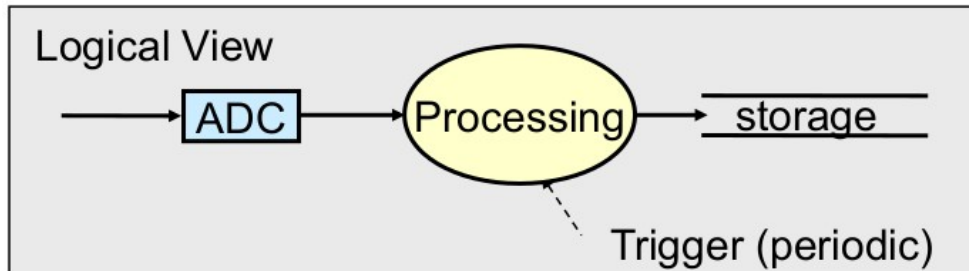 Logical View
ADC
Processing
storage
Trigger (periodic)